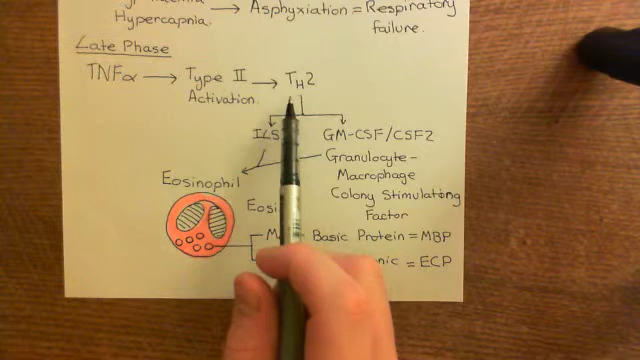 Hypercapnia. → Asphyxiation = Respiratory failure.
Late Phase
TNFα → Type II Activation. → TH2
IL5
GM-CSF/CSF2
Granulocyte-
Macrophage
Colony Stimulating
Factor
Eosinophil
Basic Protein = MBP
= ECP